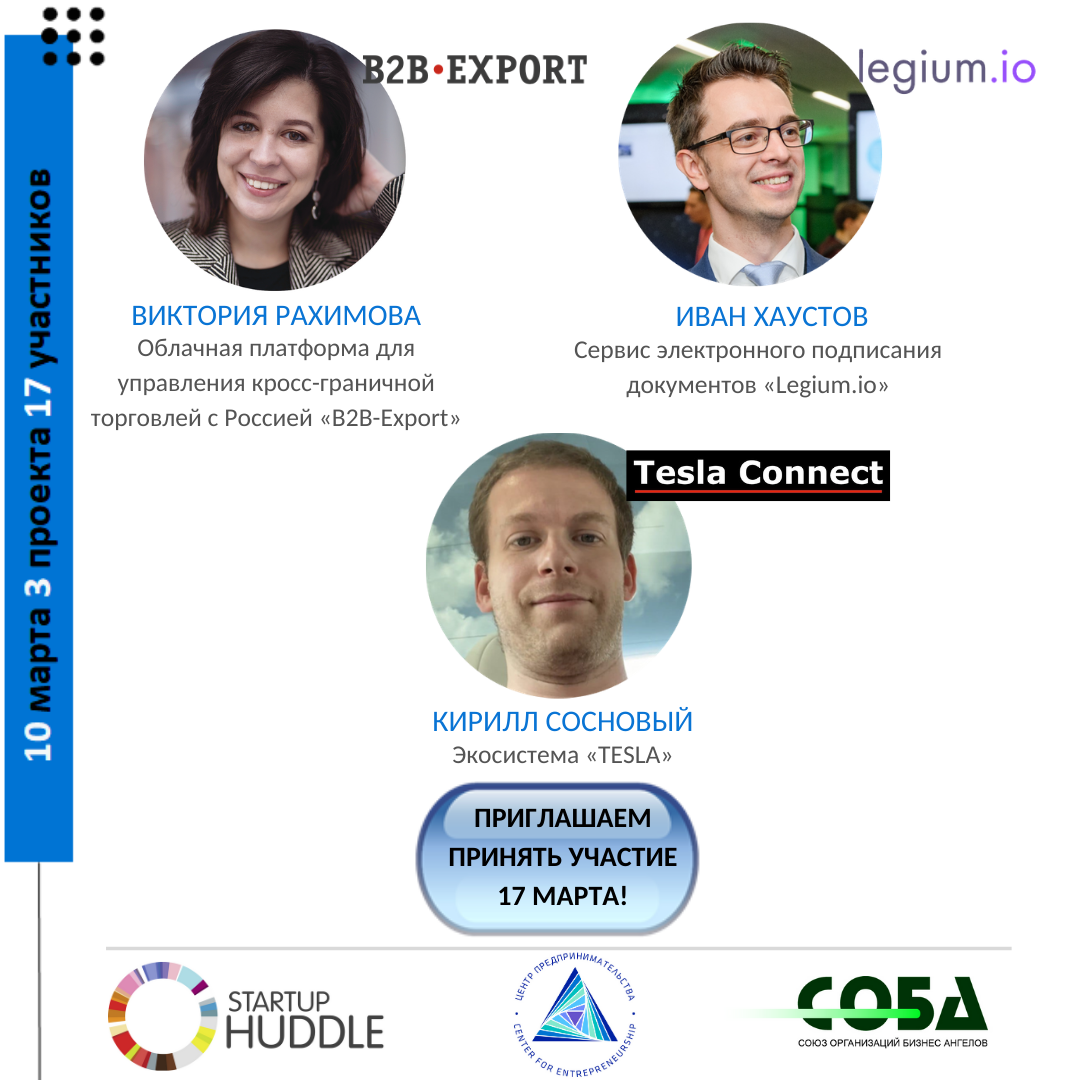 10 марта 3 проекта 17 участников
B2B·EXPORT
legium.io
ВИКТОРИЯ РАХИМОВА
Облачная платформа для
управления кросс-граничной
торговлей с Россией «B2B-Export»
ИВАН ХАУСТОВ
Сервис электронного подписания
документов «Legium.io»
Tesla Connect
КИРИЛЛ СОСНОВЫЙ
Экосистема «TESLA»
ПРИГЛАШАЕМ
ПРИНЯТЬ УЧАСТИЕ
17 МАРТА!
STARTUP
HUDDLE
ЦЕНТР ПРЕДПРИНИМАТЕЛЬСТВА
CENTER FOR ENTREPRENEURSHIP
СОБА
СОЮЗ ОРГАНИЗАЦИЙ БИЗНЕС АНГЕЛОВ